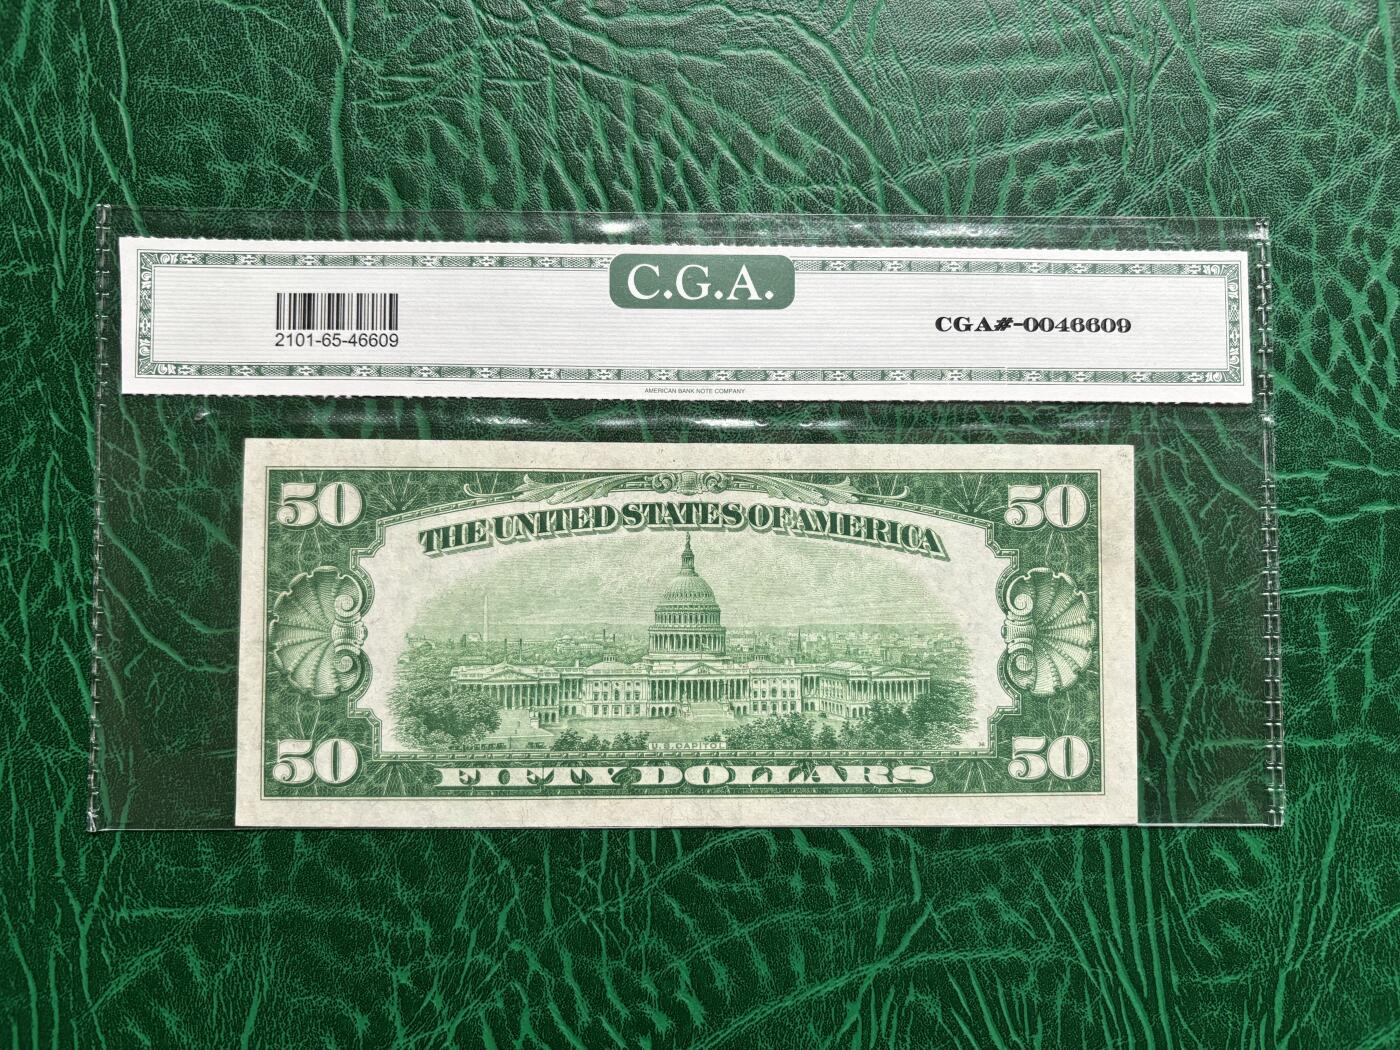 C.G.A.
2101-65-46609
CGA#-0046609
AMERICAN BANK NOTE COMPANY
50
50
THE UNITED STATES OF AMERICA
U.S. CAPITOL
50
50
FIFTY DOLLARS